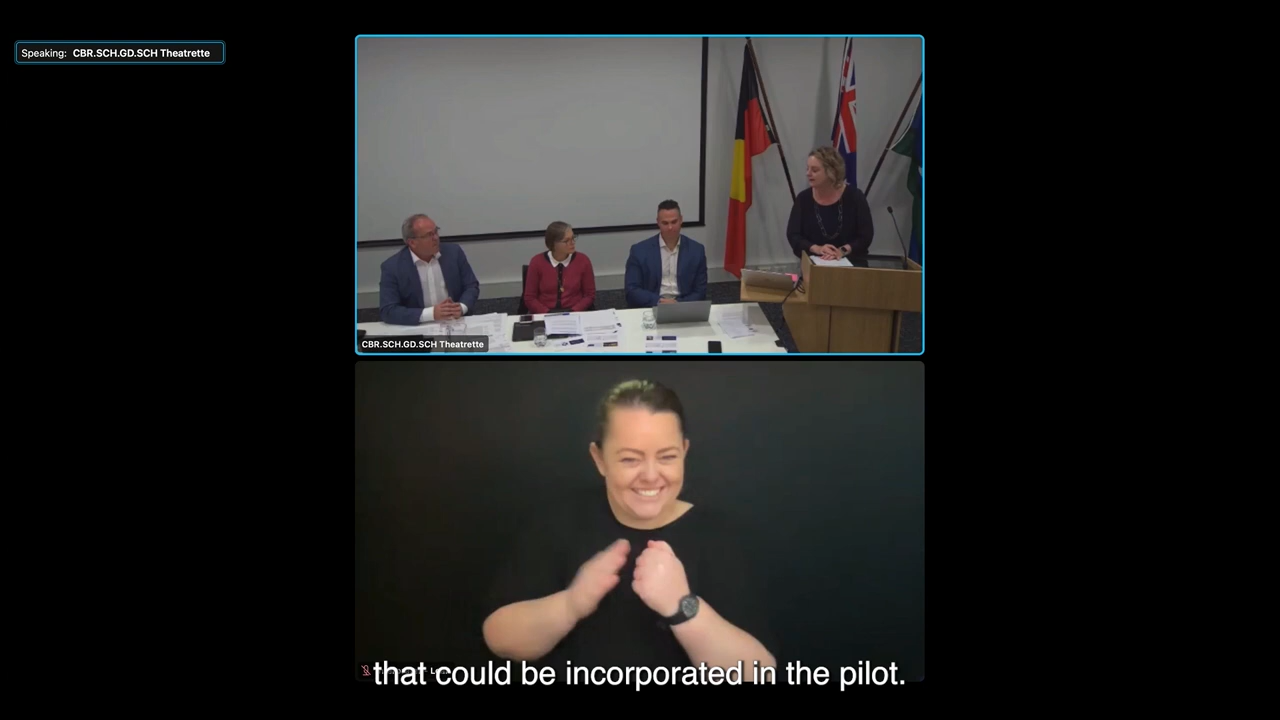 Speaking: CBR.SCH.GD.SCH Theatrette
CBR.SCH.GD.SCH Theatrette
that could be incorporated in the pilot.